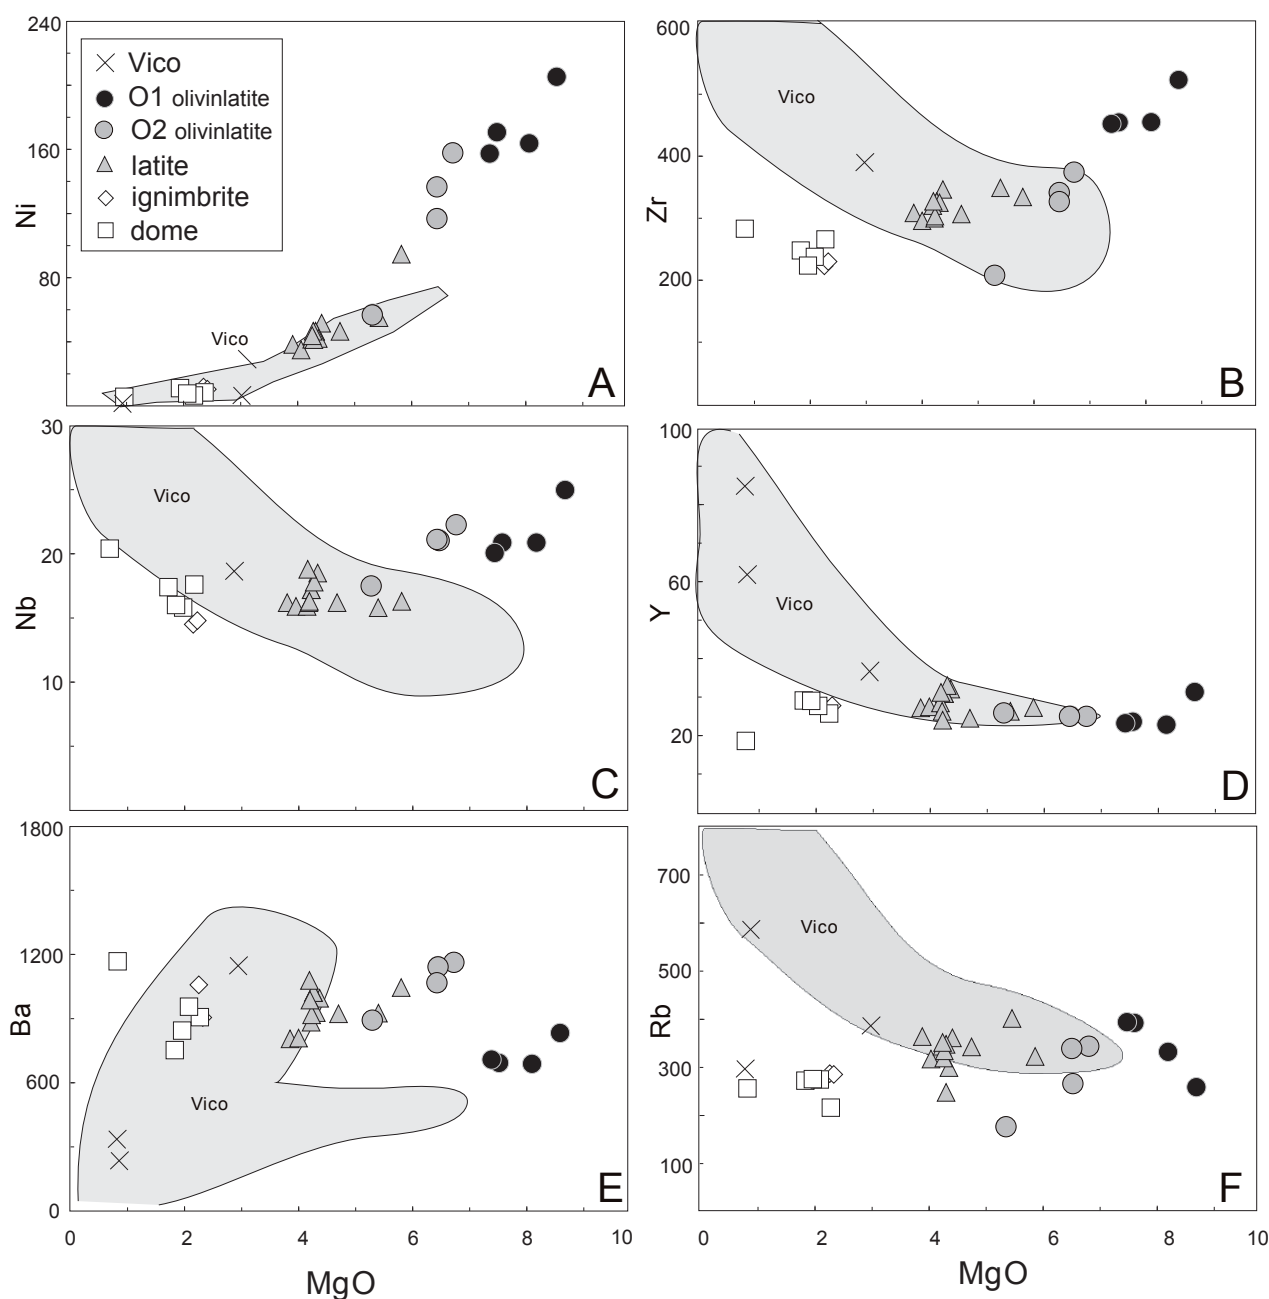 240
160
80
Ni
Vico
O1 olivinlatite
O2 olivinlatite
latite
ignimbrite
dome
Vico
A
600
400
200
Zr
Vico
B
30
20
10
Nb
Vico
C
100
60
20
Y
Vico
D
1800
1200
600
0
Ba
Vico
E
0 2 4 6 8 10
MgO
700
500
300
100
Rb
Vico
F
0 2 4 6 8 10
MgO